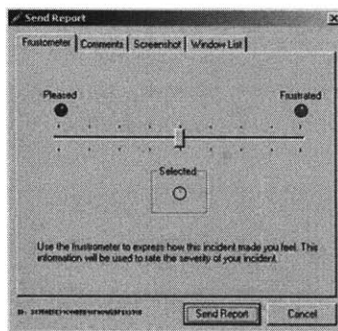 Send Report
Frustometer Comments Screenshot Window List
Pleased Frustrated
Selected
Use the frustrometer to express how this incident made you feel. This
information will be used to rate the severity of your incident.
ID:
Send Report Cancel